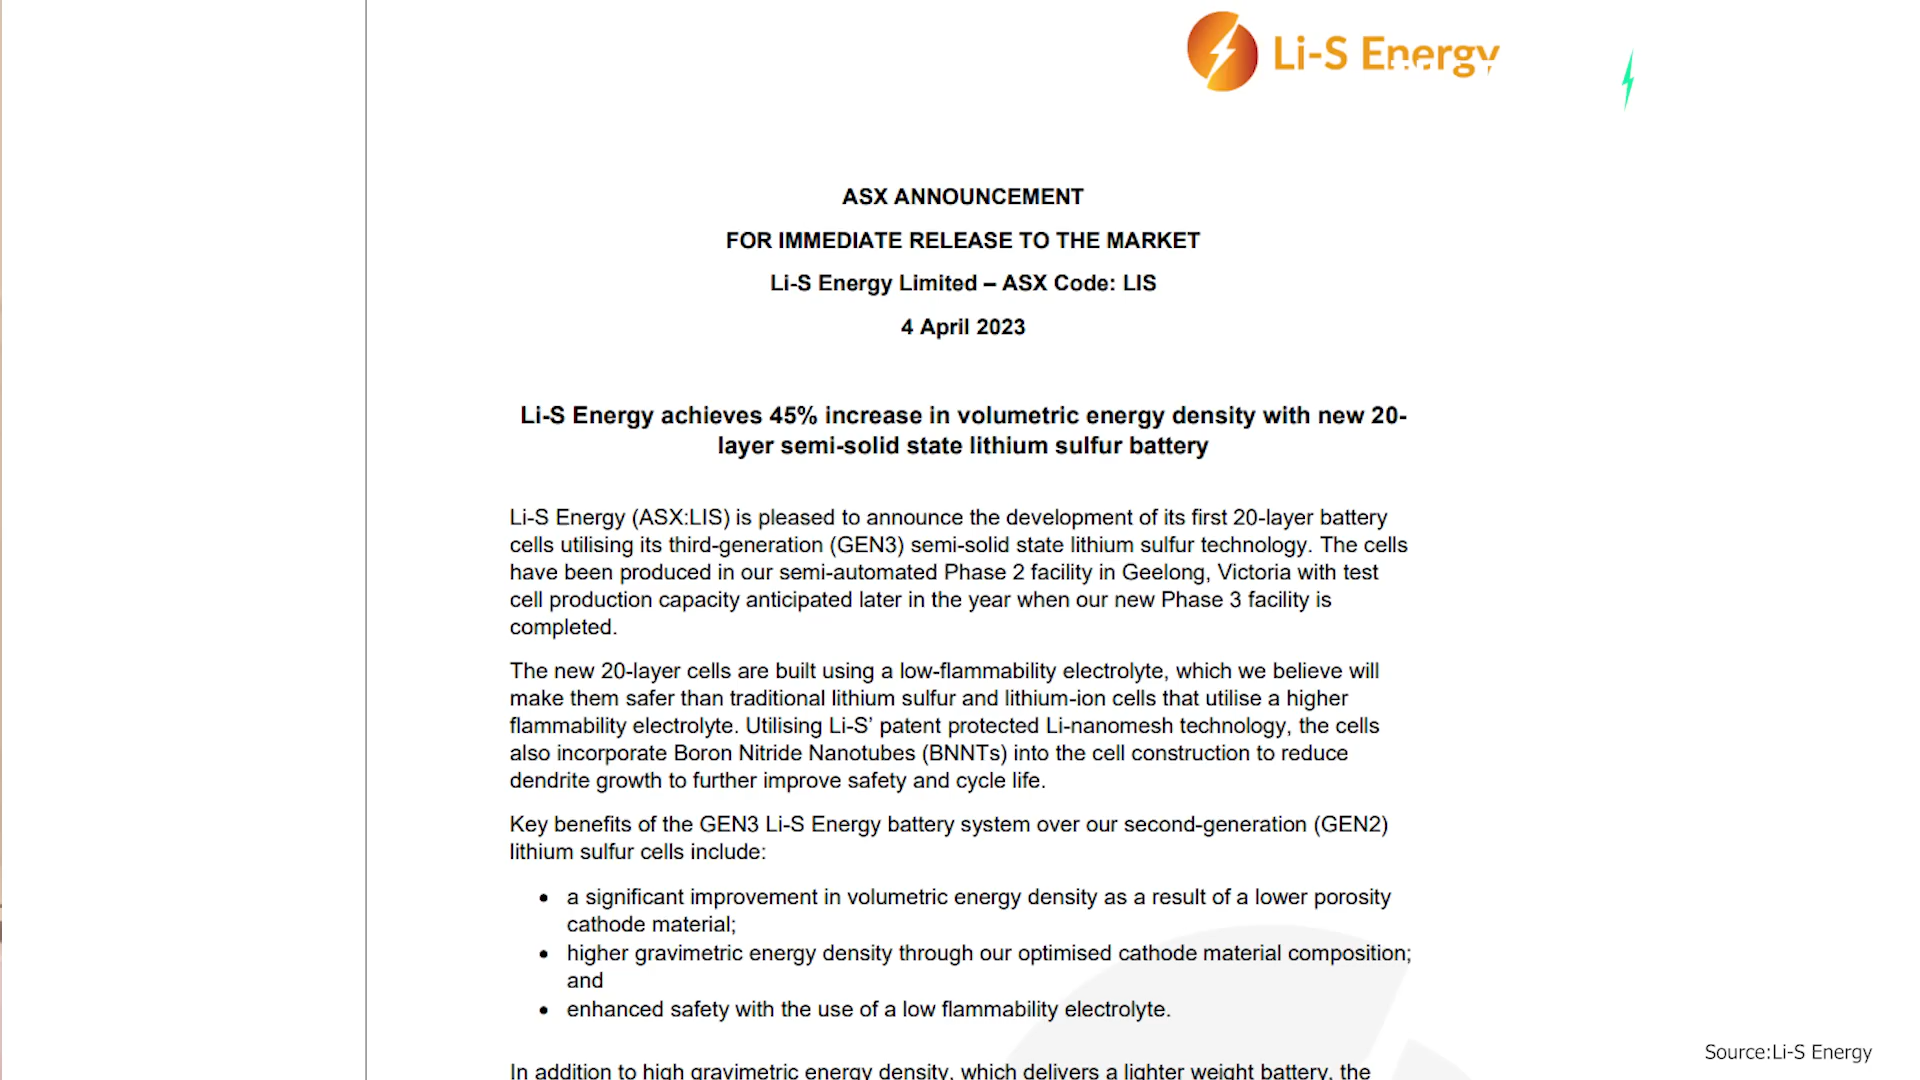 Li-S Energy
ASX ANNOUNCEMENT
FOR IMMEDIATE RELEASE TO THE MARKET
Li-S Energy Limited – ASX Code: LIS
4 April 2023
Li-S Energy achieves 45% increase in volumetric energy density with new 20-
layer semi-solid state lithium sulfur battery
Li-S Energy (ASX:LIS) is pleased to announce the development of its first 20-layer battery
cells utilising its third-generation (GEN3) semi-solid state lithium sulfur technology. The cells
have been produced in our semi-automated Phase 2 facility in Geelong, Victoria with test
cell production capacity anticipated later in the year when our new Phase 3 facility is
completed.
The new 20-layer cells are built using a low-flammability electrolyte, which we believe will
make them safer than traditional lithium sulfur and lithium-ion cells that utilise a higher
flammability electrolyte. Utilising Li-S’ patent protected Li-nanomesh technology, the cells
also incorporate Boron Nitride Nanotubes (BNNTs) into the cell construction to reduce
dendrite growth to further improve safety and cycle life.
Key benefits of the GEN3 Li-S Energy battery system over our second-generation (GEN2)
lithium sulfur cells include:
• a significant improvement in volumetric energy density as a result of a lower porosity
cathode material;
• higher gravimetric energy density through our optimised cathode material composition;
and
• enhanced safety with the use of a low flammability electrolyte.
In addition to high gravimetric energy density, which delivers a lighter weight battery, the
Source:Li-S Energy